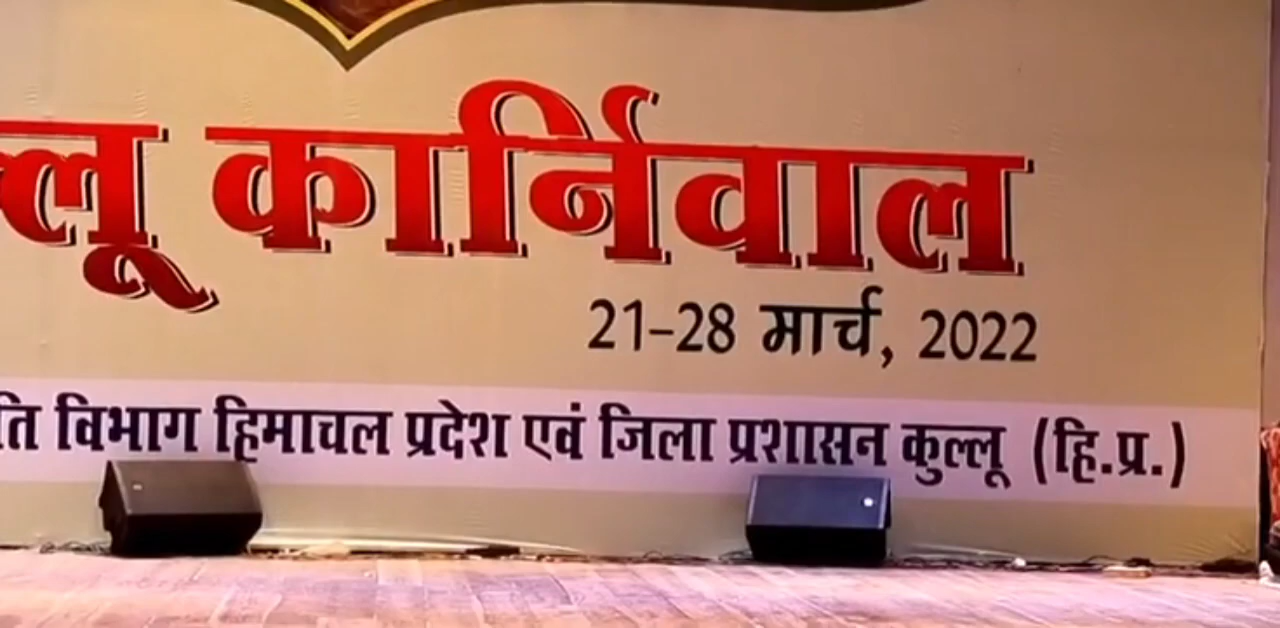 ल्लू कार्निवाल
21-28 मार्च, 2022
ति विभाग हिमाचल प्रदेश एवं जिला प्रशासन कुल्लू (हि.प्र.)